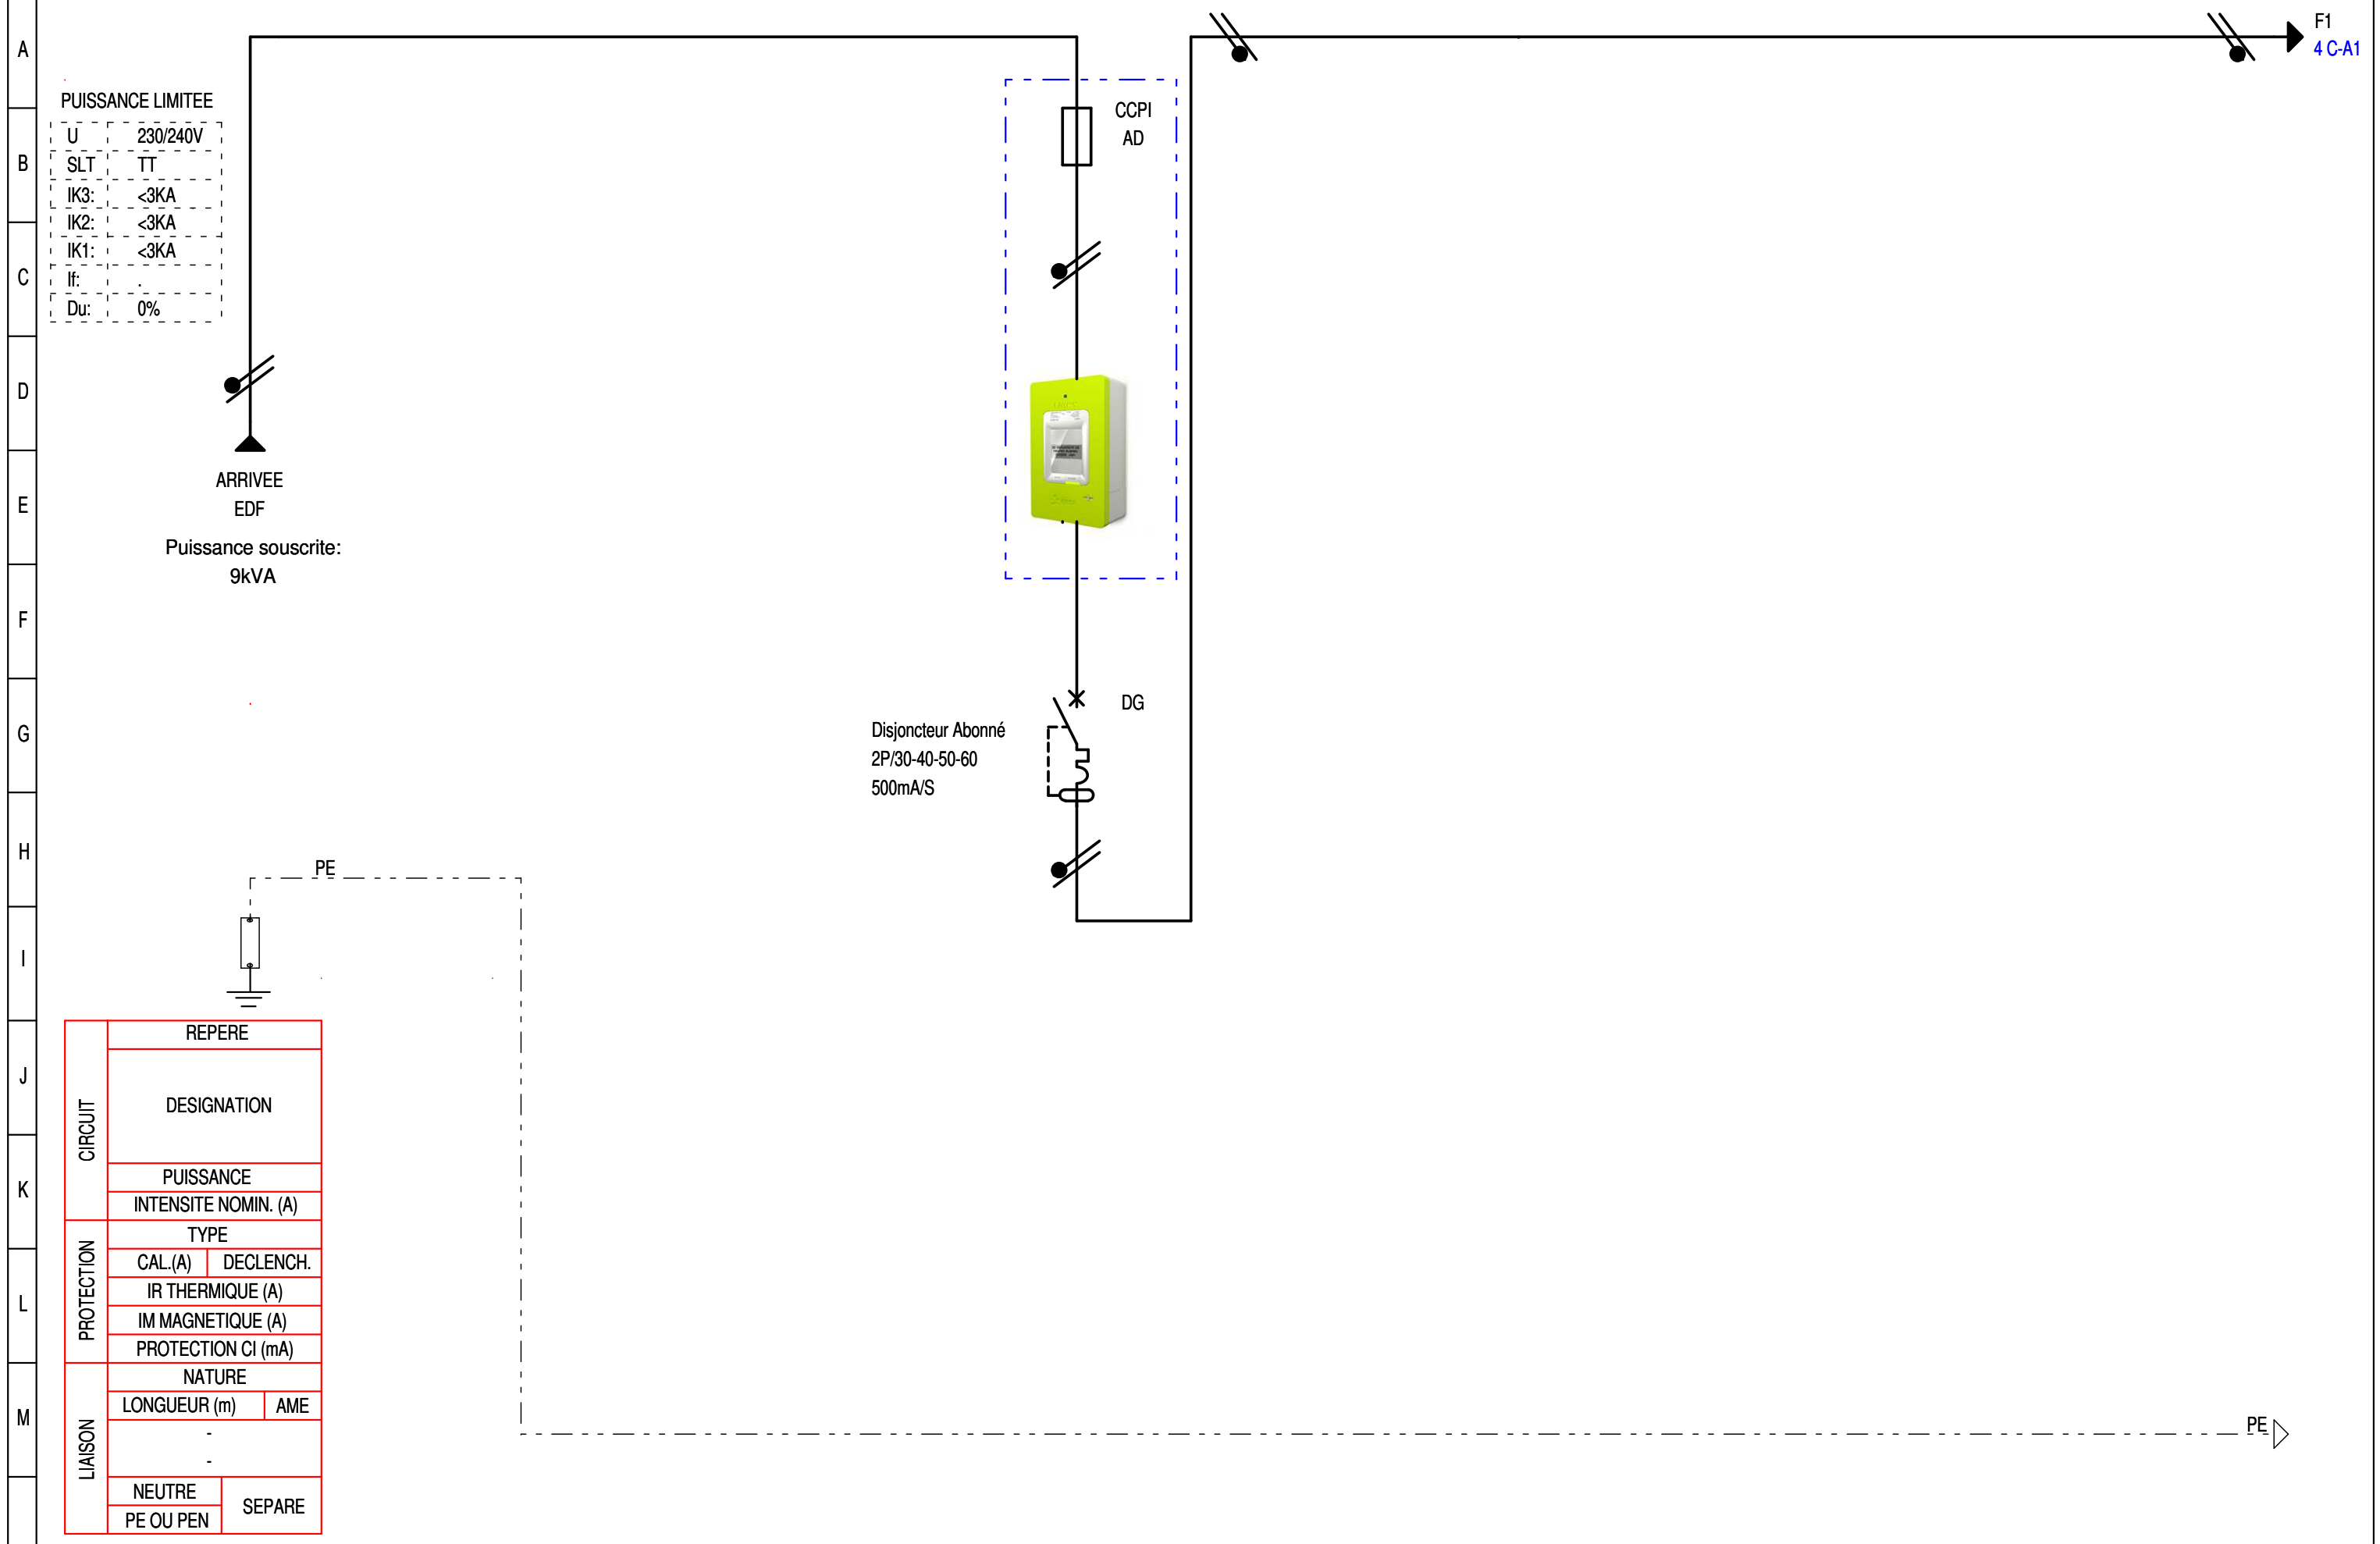 A
B
C
D
E
F
G
H
I
J
K
L
M
F1
4 C-A1
PUISSANCE LIMITEE
U 230/240V
SLT TT
IK3: <3KA
IK2: <3KA
IK1: <3KA
If: .
Du: 0%
CCPI
AD
ARRIVEE
EDF
Puissance souscrite:
9kVA
DG
Disjoncteur Abonné
2P/30-40-50-60
500mA/S
PE
CIRCUIT
REPERE
DESIGNATION
PUISSANCE
INTENSITE NOMIN. (A)
PROTECTION
TYPE
CAL.(A) DECLENCH.
IR THERMIQUE (A)
IM MAGNETIQUE (A)
PROTECTION CI (mA)
LIAISON
NATURE
LONGUEUR (m) AME
-
-
NEUTRE
SEPARE
PE OU PEN
PE